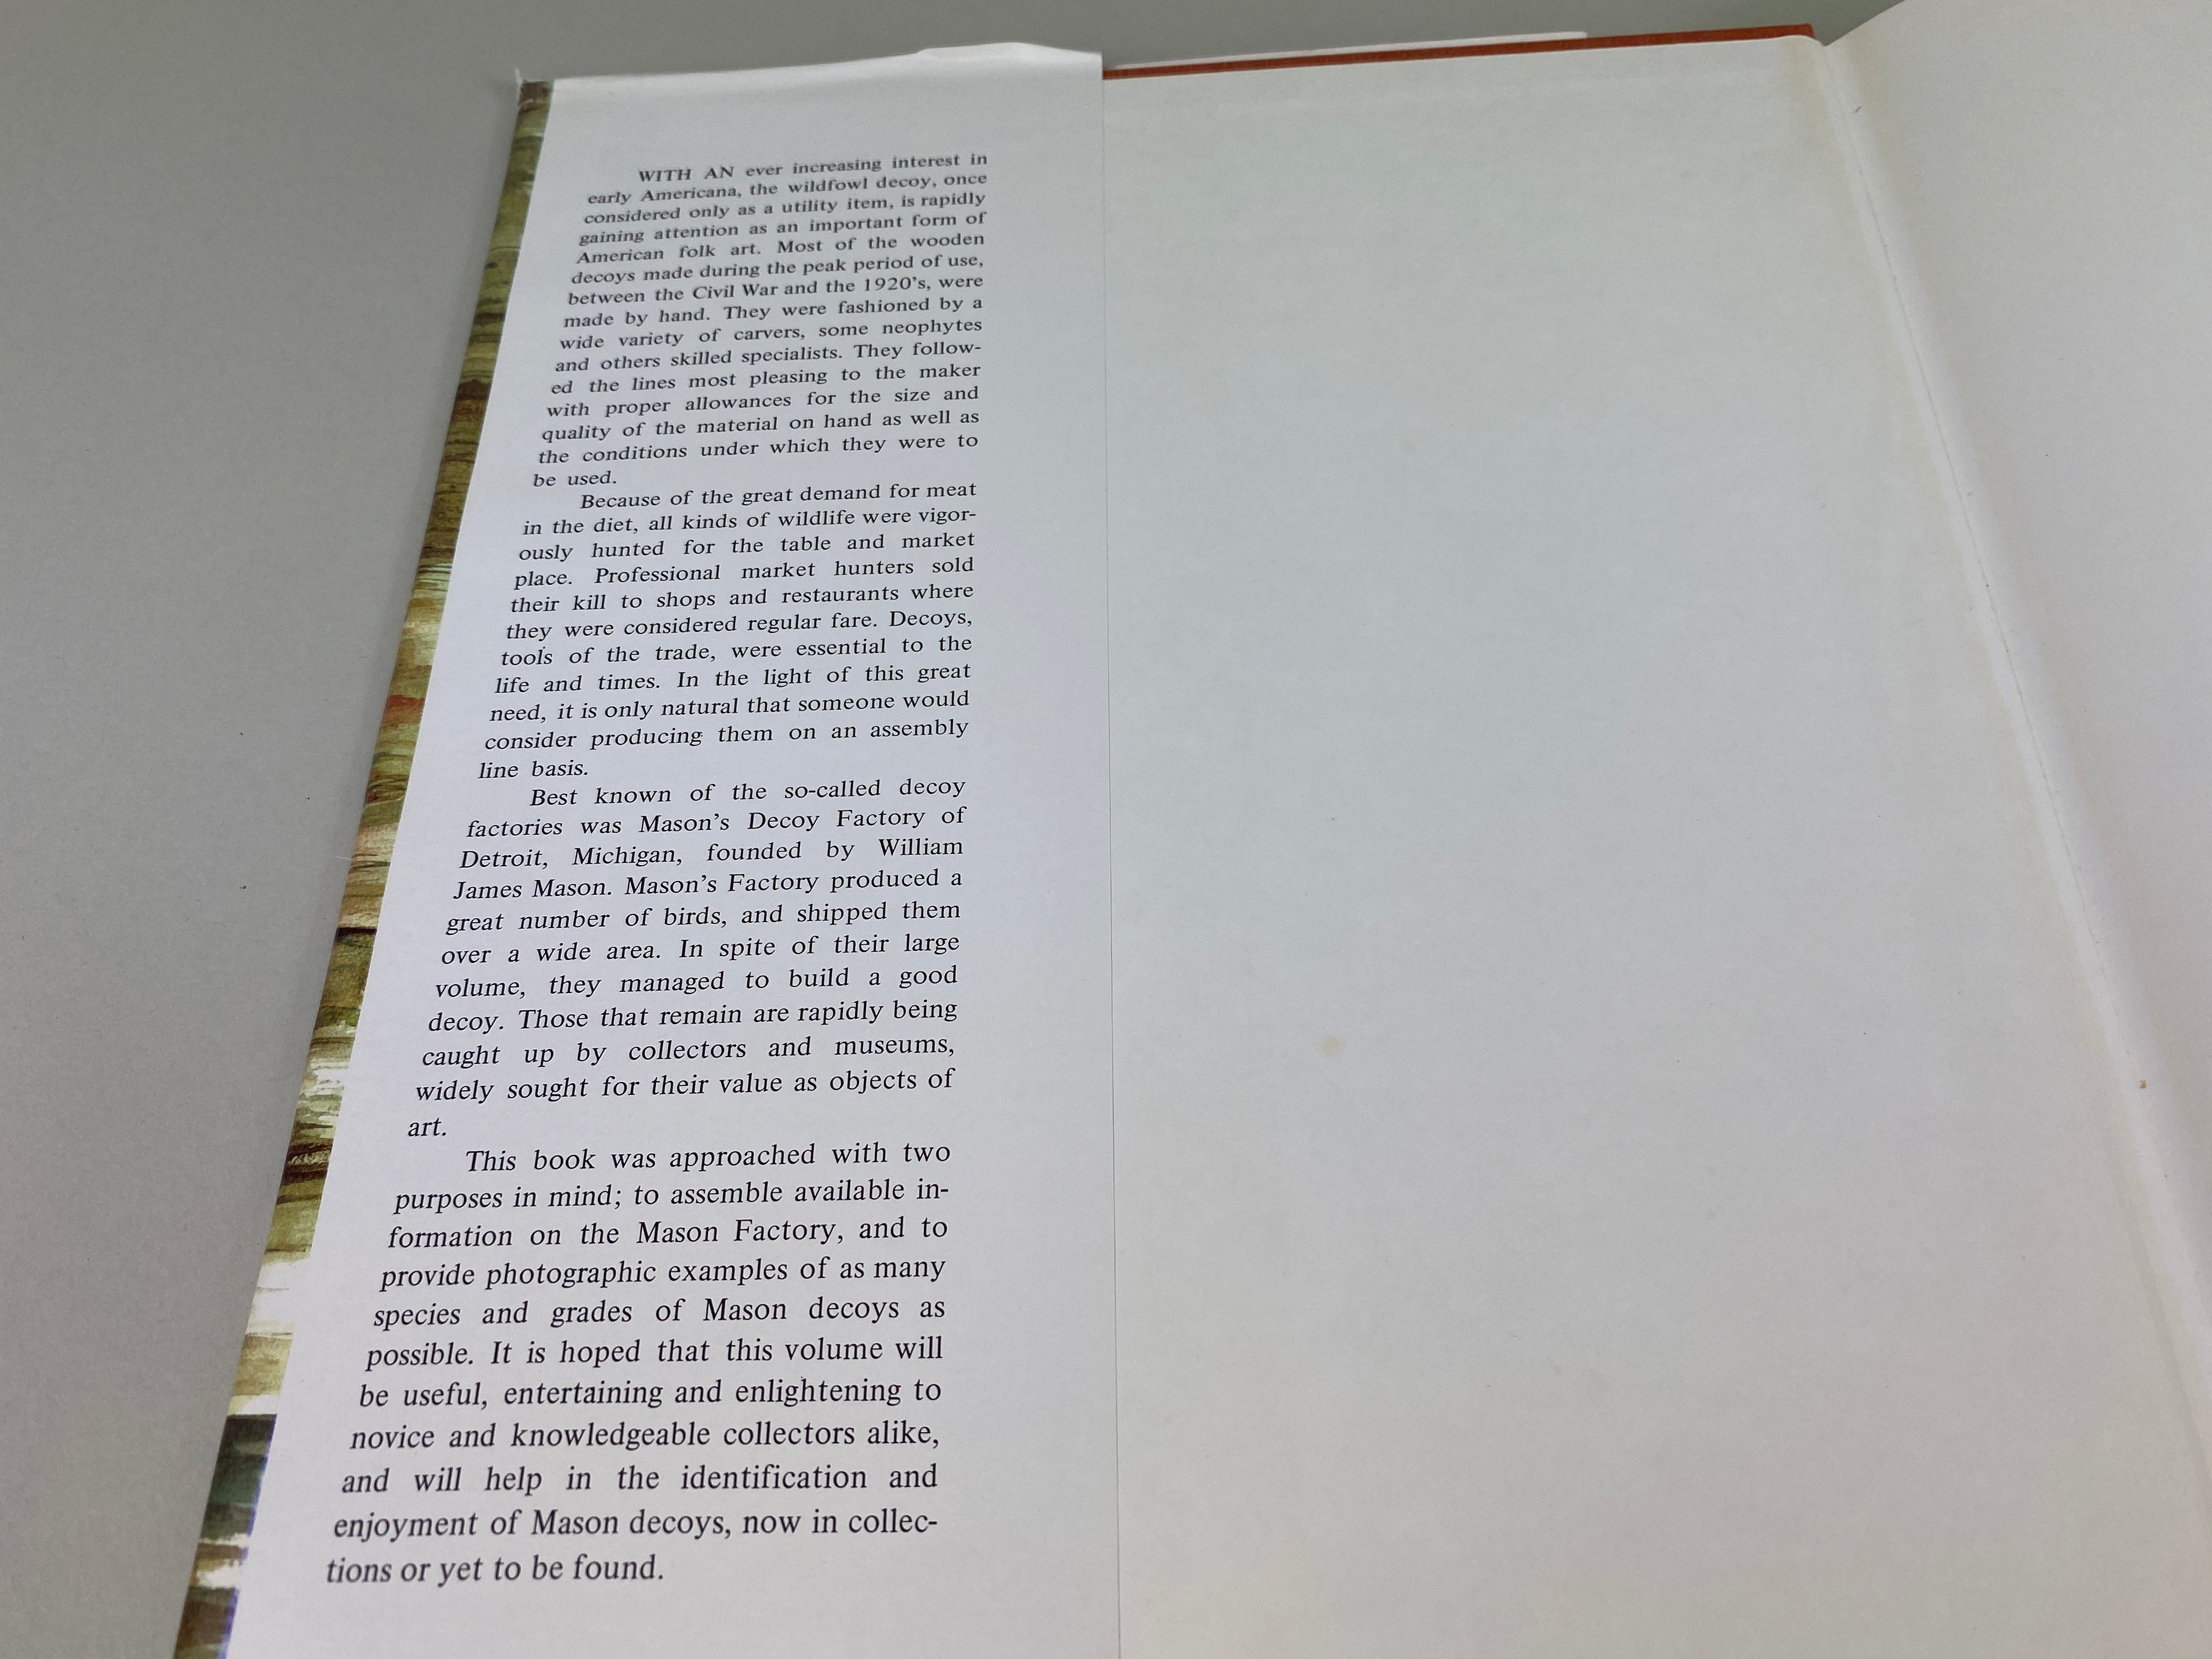 WITH AN ever increasing interest in
early Americana, the wildfowl decoy, once
considered only as a utility item, is rapidly
gaining attention as an important form of
American folk art. Most of the wooden
decoys made during the peak period of use,
between the Civil War and the 1920's, were
made by hand. They were fashioned by a
wide variety of carvers, some neophytes
and others skilled specialists. They follow-
ed the lines most pleasing to the maker
with proper allowances for the size and
quality of the material on hand as well as
the conditions under which they were to
be used.
Because of the great demand for meat
in the diet, all kinds of wildlife were vigor-
ously hunted for the table and market
place. Professional market hunters sold
their kill to shops and restaurants where
they were considered regular fare. Decoys,
tools of the trade, were essential to the
life and times. In the light of this great
need, it is only natural that someone would
consider producing them on an assembly
line basis.
Best known of the so-called decoy
factories was Mason's Decoy Factory of
Detroit, Michigan, founded by William
James Mason. Mason's Factory produced a
great number of birds, and shipped them
over a wide area. In spite of their large
volume, they managed to build a good
decoy. Those that remain are rapidly being
caught up by collectors and museums,
widely sought for their value as objects of
art.
This book was approached with two
purposes in mind; to assemble available in-
formation on the Mason Factory, and to
provide photographic examples of as many
species and grades of Mason decoys as
possible. It is hoped that this volume will
be useful, entertaining and enlightening to
novice and knowledgeable collectors alike,
and will help in the identification and
enjoyment of Mason decoys, now in collec-
tions or yet to be found.